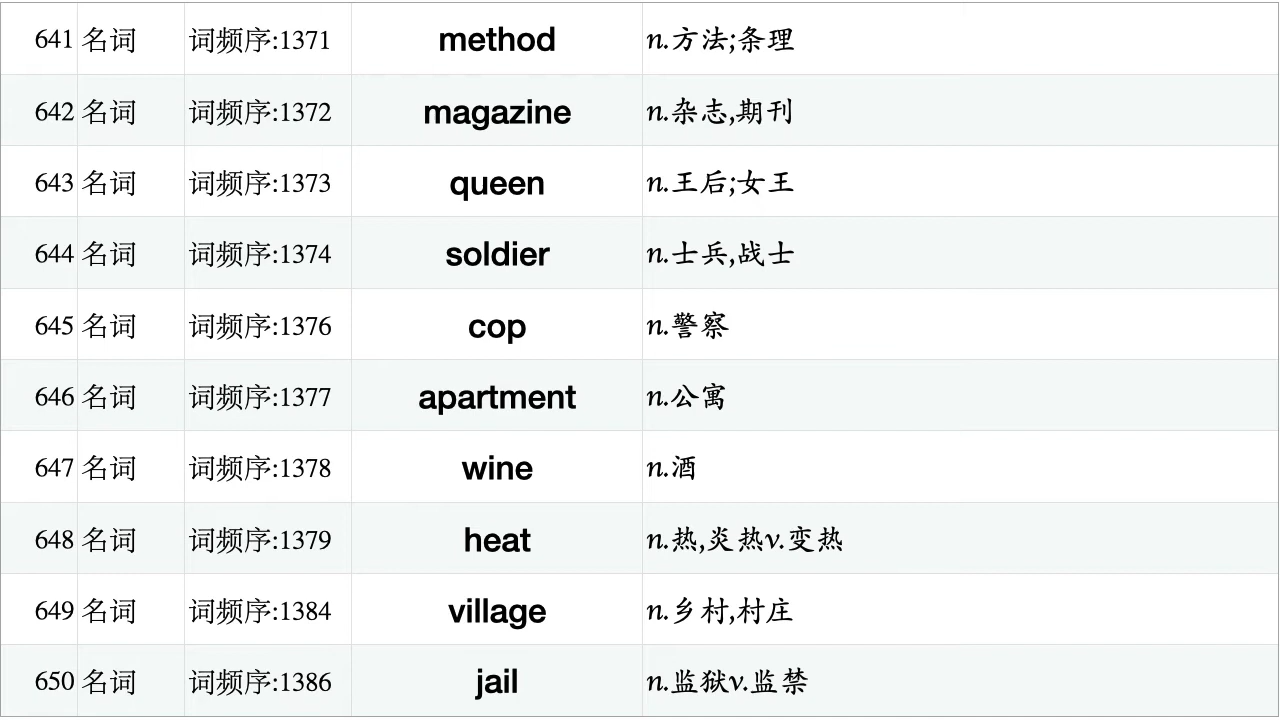 641 名词 词频序:1371 method n.方法;条理
642 名词 词频序:1372 magazine n.杂志,期刊
643 名词 词频序:1373 queen n.王后;女王
644 名词 词频序:1374 soldier n.士兵,战士
645 名词 词频序:1376 cop n.警察
646 名词 词频序:1377 apartment n.公寓
647 名词 词频序:1378 wine n.酒
648 名词 词频序:1379 heat n.热,炎热v.变热
649 名词 词频序:1384 village n.乡村,村庄
650 名词 词频序:1386 jail n.监狱v.监禁